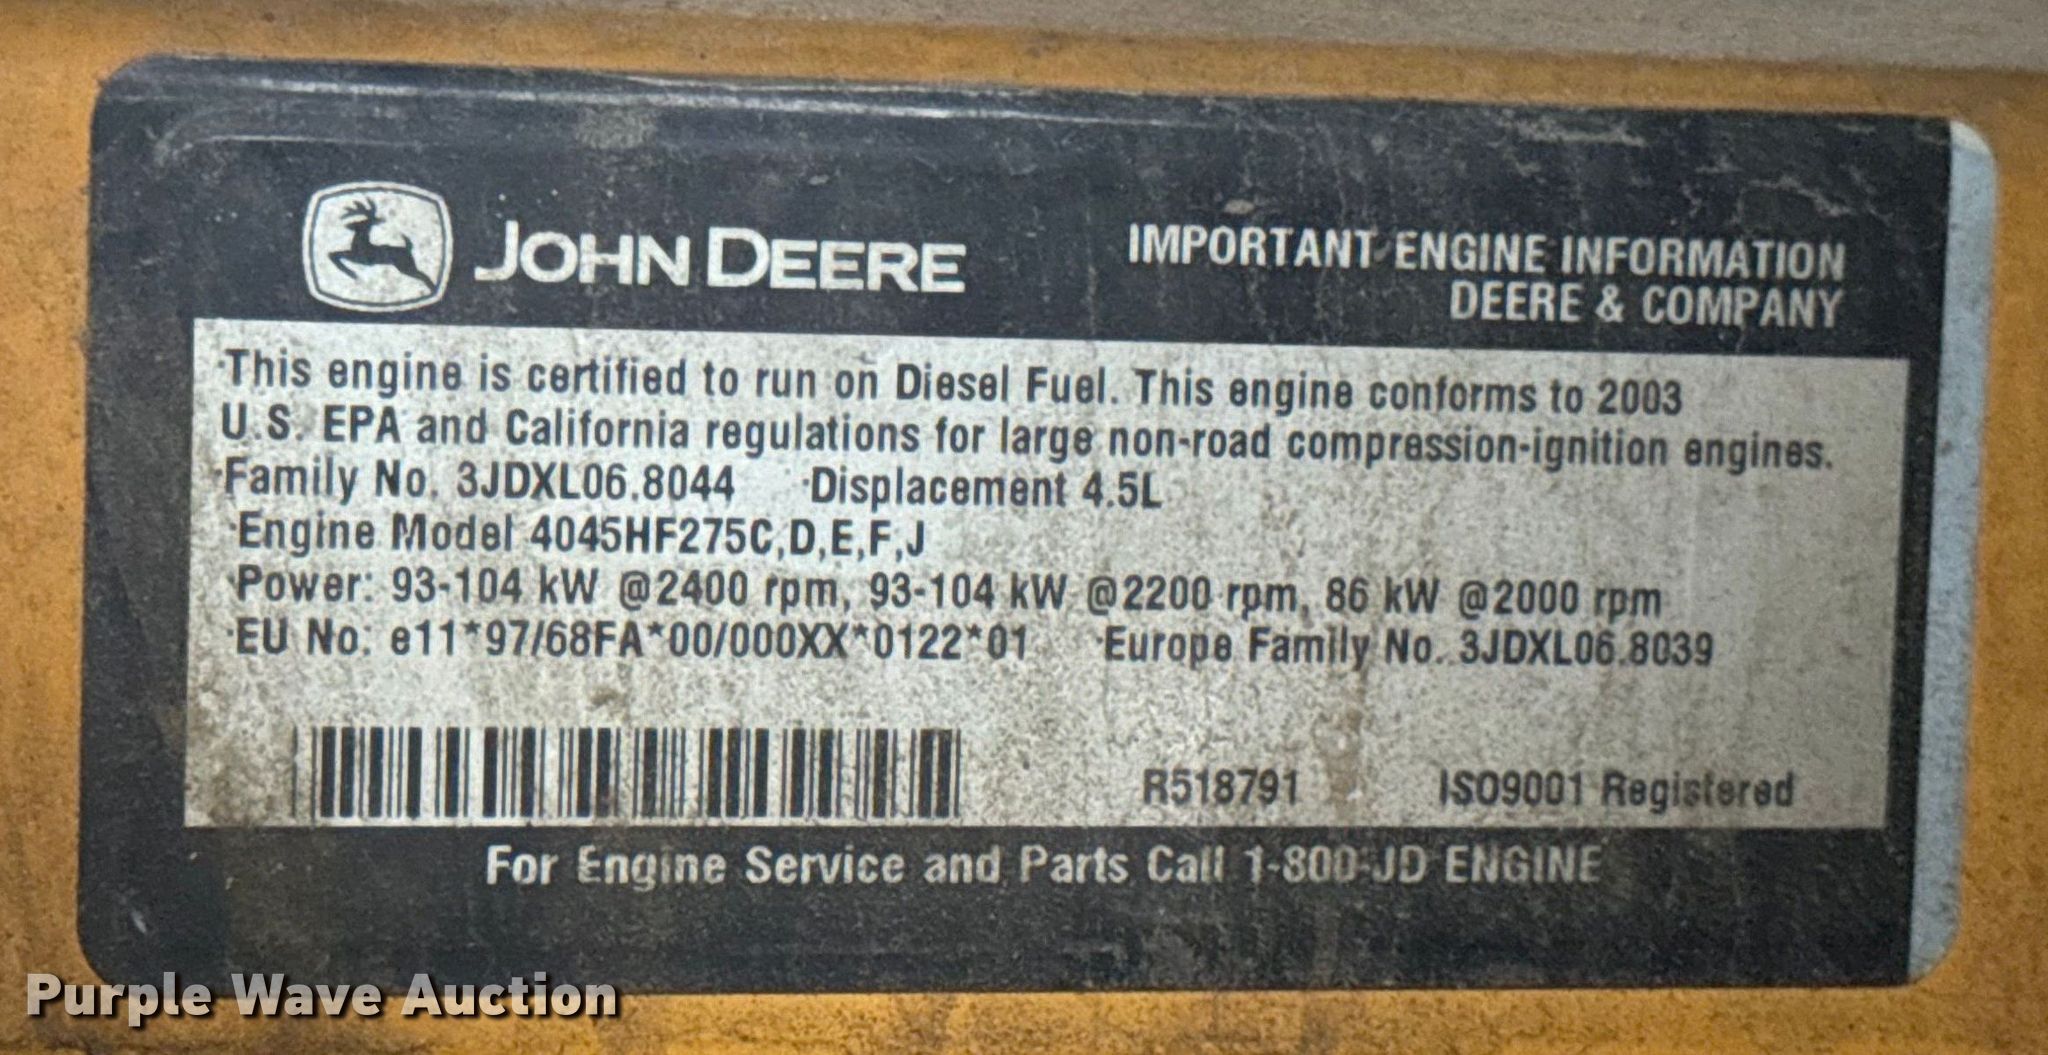 JOHN DEERE
IMPORTANT ENGINE INFORMATION
DEERE & COMPANY
·This engine is certified to run on Diesel Fuel. This engine conforms to 2003
U.S. EPA and California regulations for large non-road compression-ignition engines.
·Family No. 3JDXL06.8044 ·Displacement 4.5L
·Engine Model 4045HF275C,D,E,F,J
·Power: 93-104 kW @2400 rpm, 93-104 kW @2200 rpm, 86 kW @2000 rpm
·EU No: e11*97/68FA*00/000XX*0122*01 ·Europe Family No. 3JDXL06.8039
R518791 ISO9001 Registered
For Engine Service and Parts Call 1-800-JD ENGINE
Purple Wave Auction